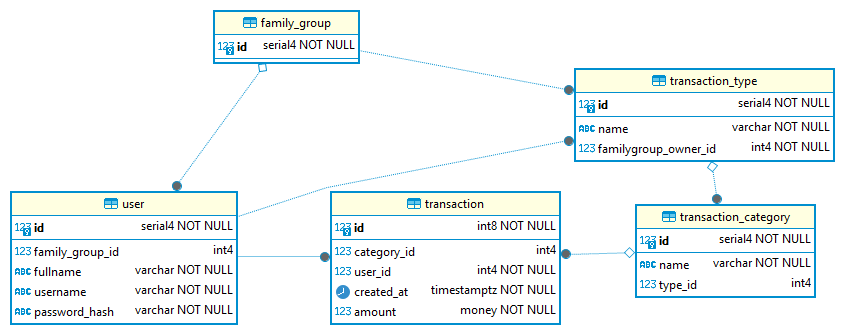 family_group
123 id serial4 NOT NULL
transaction_type
123 id serial4 NOT NULL
ABC name varchar NOT NULL
123 familygroup_owner_id int4 NOT NULL
user
123 id serial4 NOT NULL
123 family_group_id int4
ABC fullname varchar NOT NULL
ABC username varchar NOT NULL
ABC password_hash varchar NOT NULL
transaction
123 id int8 NOT NULL
123 category_id int4
123 user_id int4 NOT NULL
created_at timestamptz NOT NULL
123 amount money NOT NULL
transaction_category
123 id serial4 NOT NULL
ABC name varchar NOT NULL
123 type_id int4